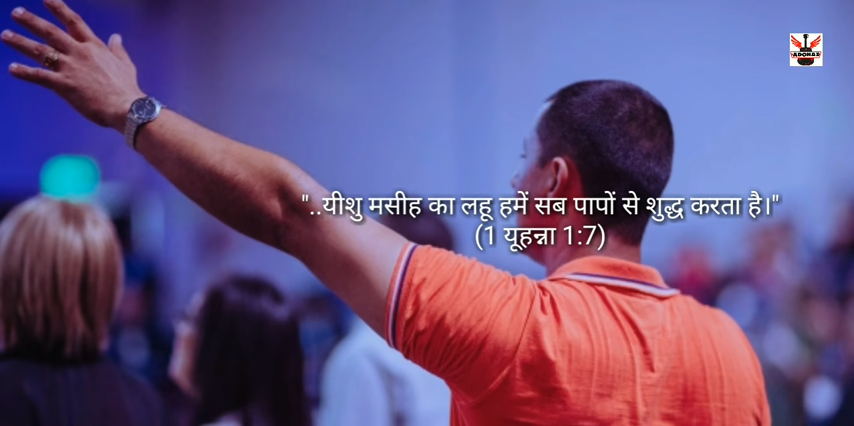 "..यीशु मसीह का लहू हमें सब पापों से शुद्ध करता है।"
(1 यूहन्ना 1:7)